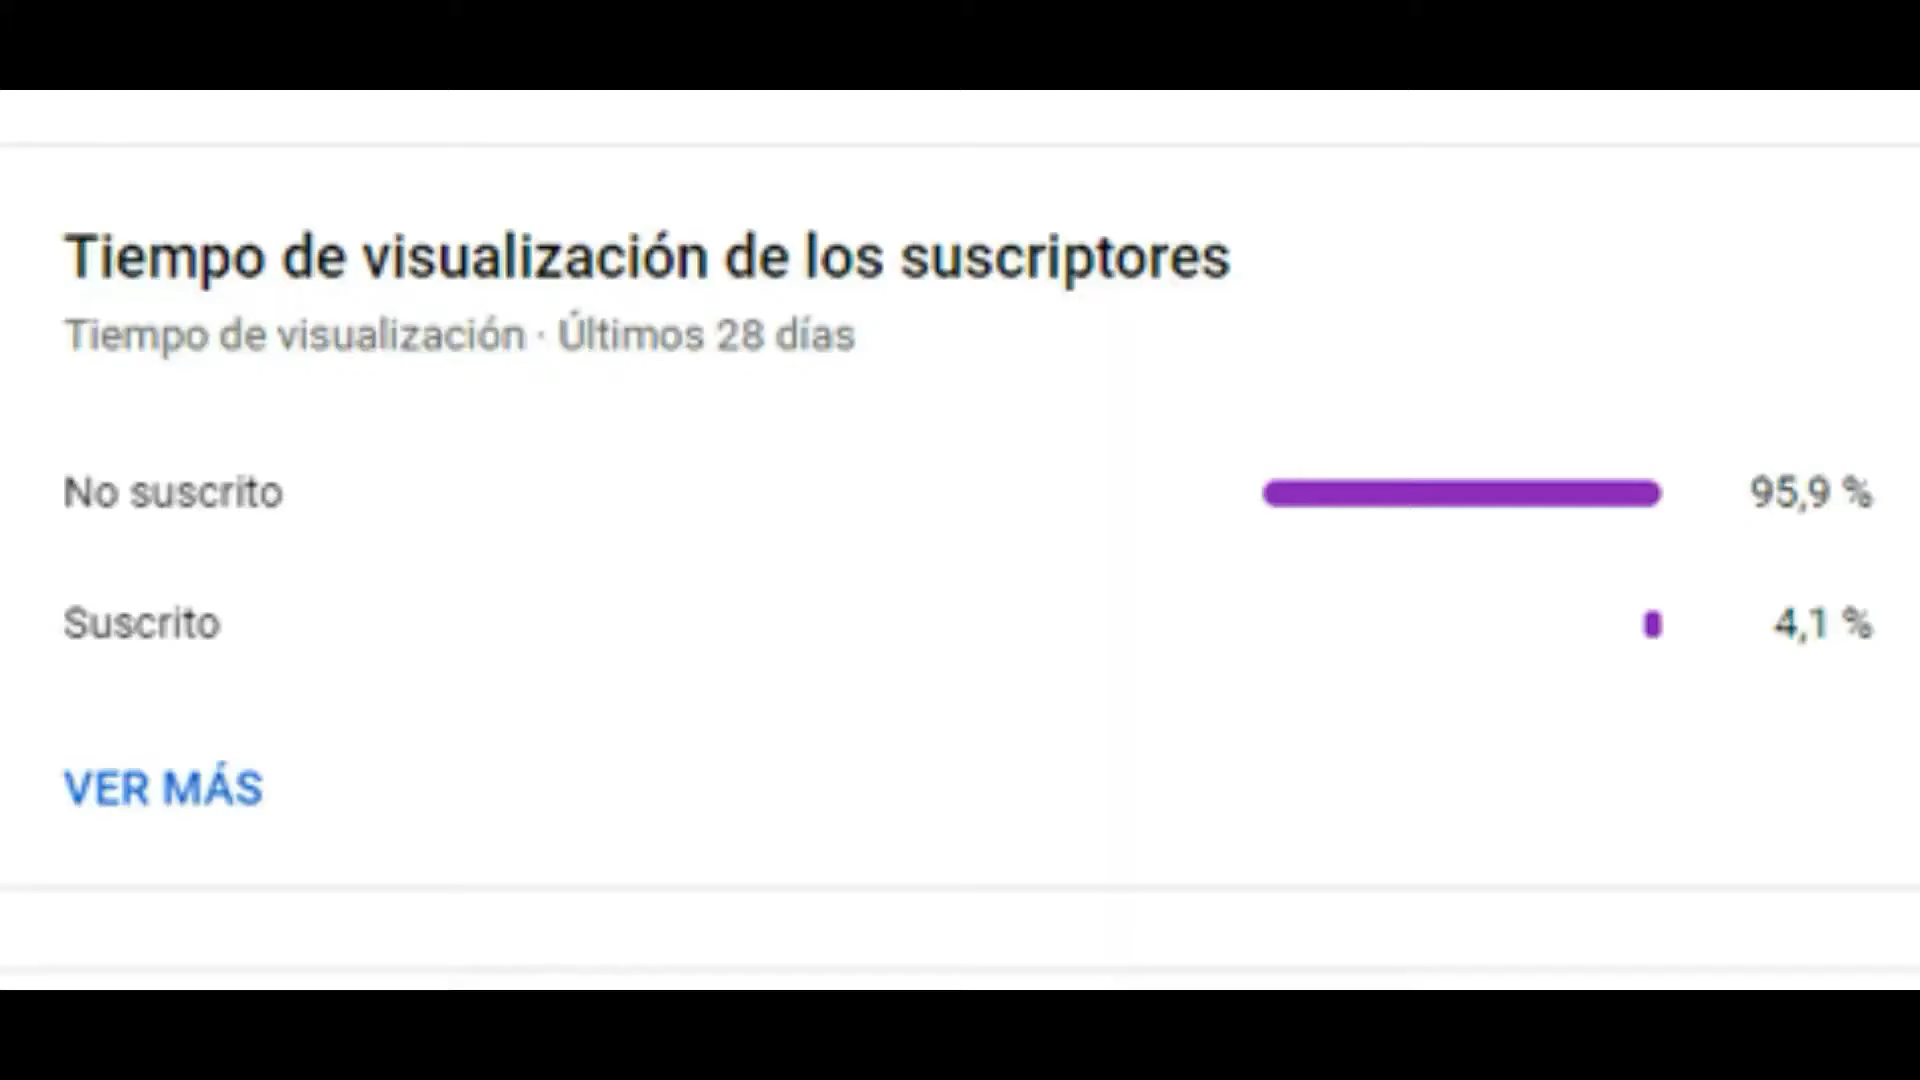 Tiempo de visualización de los suscriptores
Tiempo de visualización · Últimos 28 días
No suscrito 95,9 %
Suscrito 4,1 %
VER MÁS